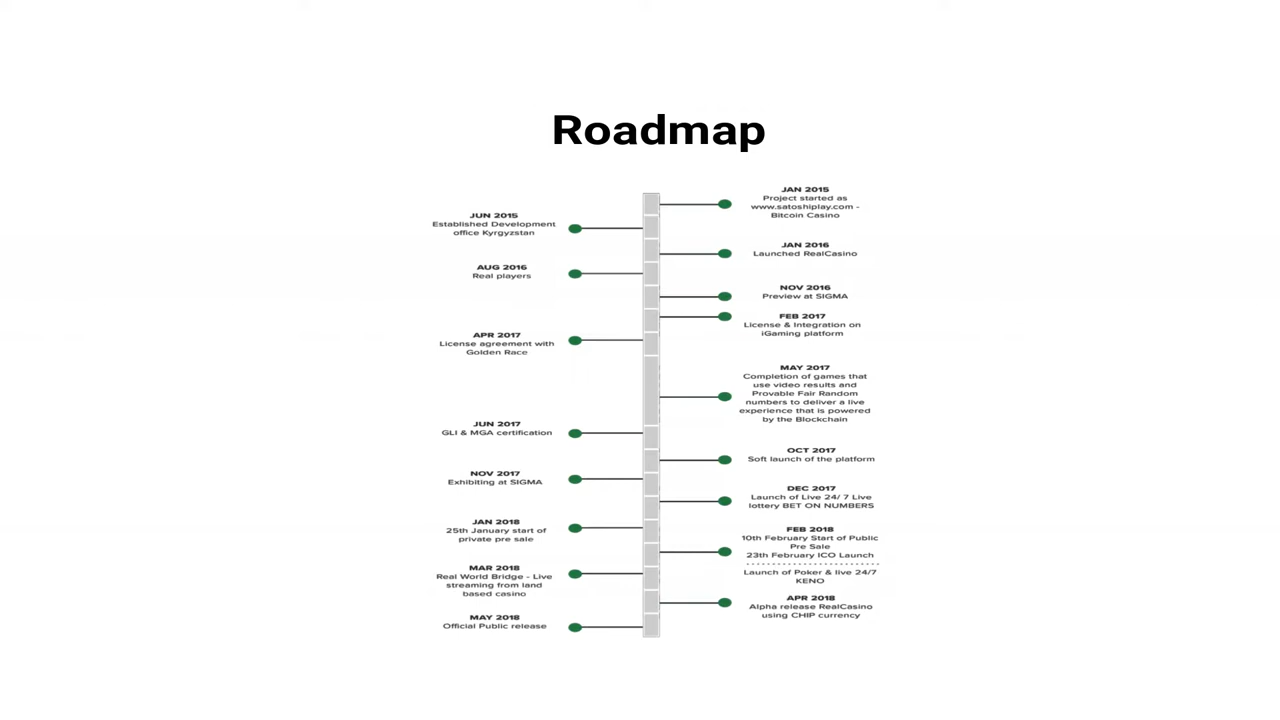 Roadmap
JAN 2015
Project started as
www.satoshiplay.com -
Bitcoin Casino
JUN 2015
Established Development
office Kyrgyzstan
JAN 2016
Launched RealCasino
AUG 2016
Real players
NOV 2016
Preview at SIGMA
FEB 2017
License & Integration on
iGaming platform
APR 2017
License agreement with
Golden Race
MAY 2017
Completion of games that
use video results and
Provable Fair Random
numbers to deliver a live
experience that is powered
by the Blockchain
JUN 2017
GLI & MGA certification
OCT 2017
Soft launch of the platform
NOV 2017
Exhibiting at SIGMA
DEC 2017
Launch of Live 24/ 7 Live
lottery BET ON NUMBERS
JAN 2018
25th January start of
private pre sale
FEB 2018
10th February Start of Public
Pre Sale
23th February ICO Launch
Launch of Poker & live 24/7
KENO
MAR 2018
Real World Bridge - Live
streaming from land
based casino
APR 2018
Alpha release RealCasino
using CHIP currency
MAY 2018
Official Public release